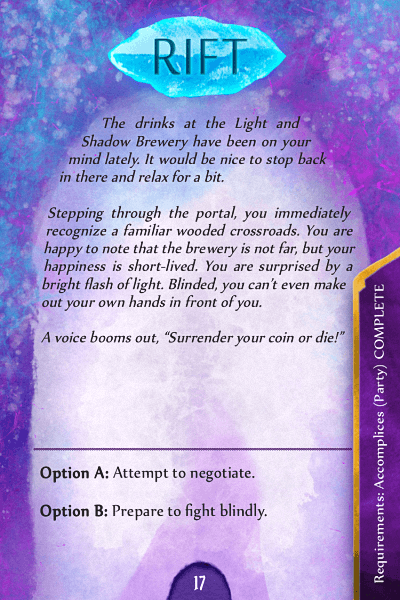 RIFT
The drinks at the Light and
Shadow Brewery have been on your
mind lately. It would be nice to stop back
in there and relax for a bit.
Stepping through the portal, you immediately
recognize a familiar wooded crossroads. You are
happy to note that the brewery is not far, but your
happiness is short-lived. You are surprised by a
bright flash of light. Blinded, you can't even make
out your own hands in front of you.
A voice booms out, "Surrender your coin or die!"
Option A: Attempt to negotiate.
Option B: Prepare to fight blindly.
Requirements: Accomplices (Party) COMPLETE
17